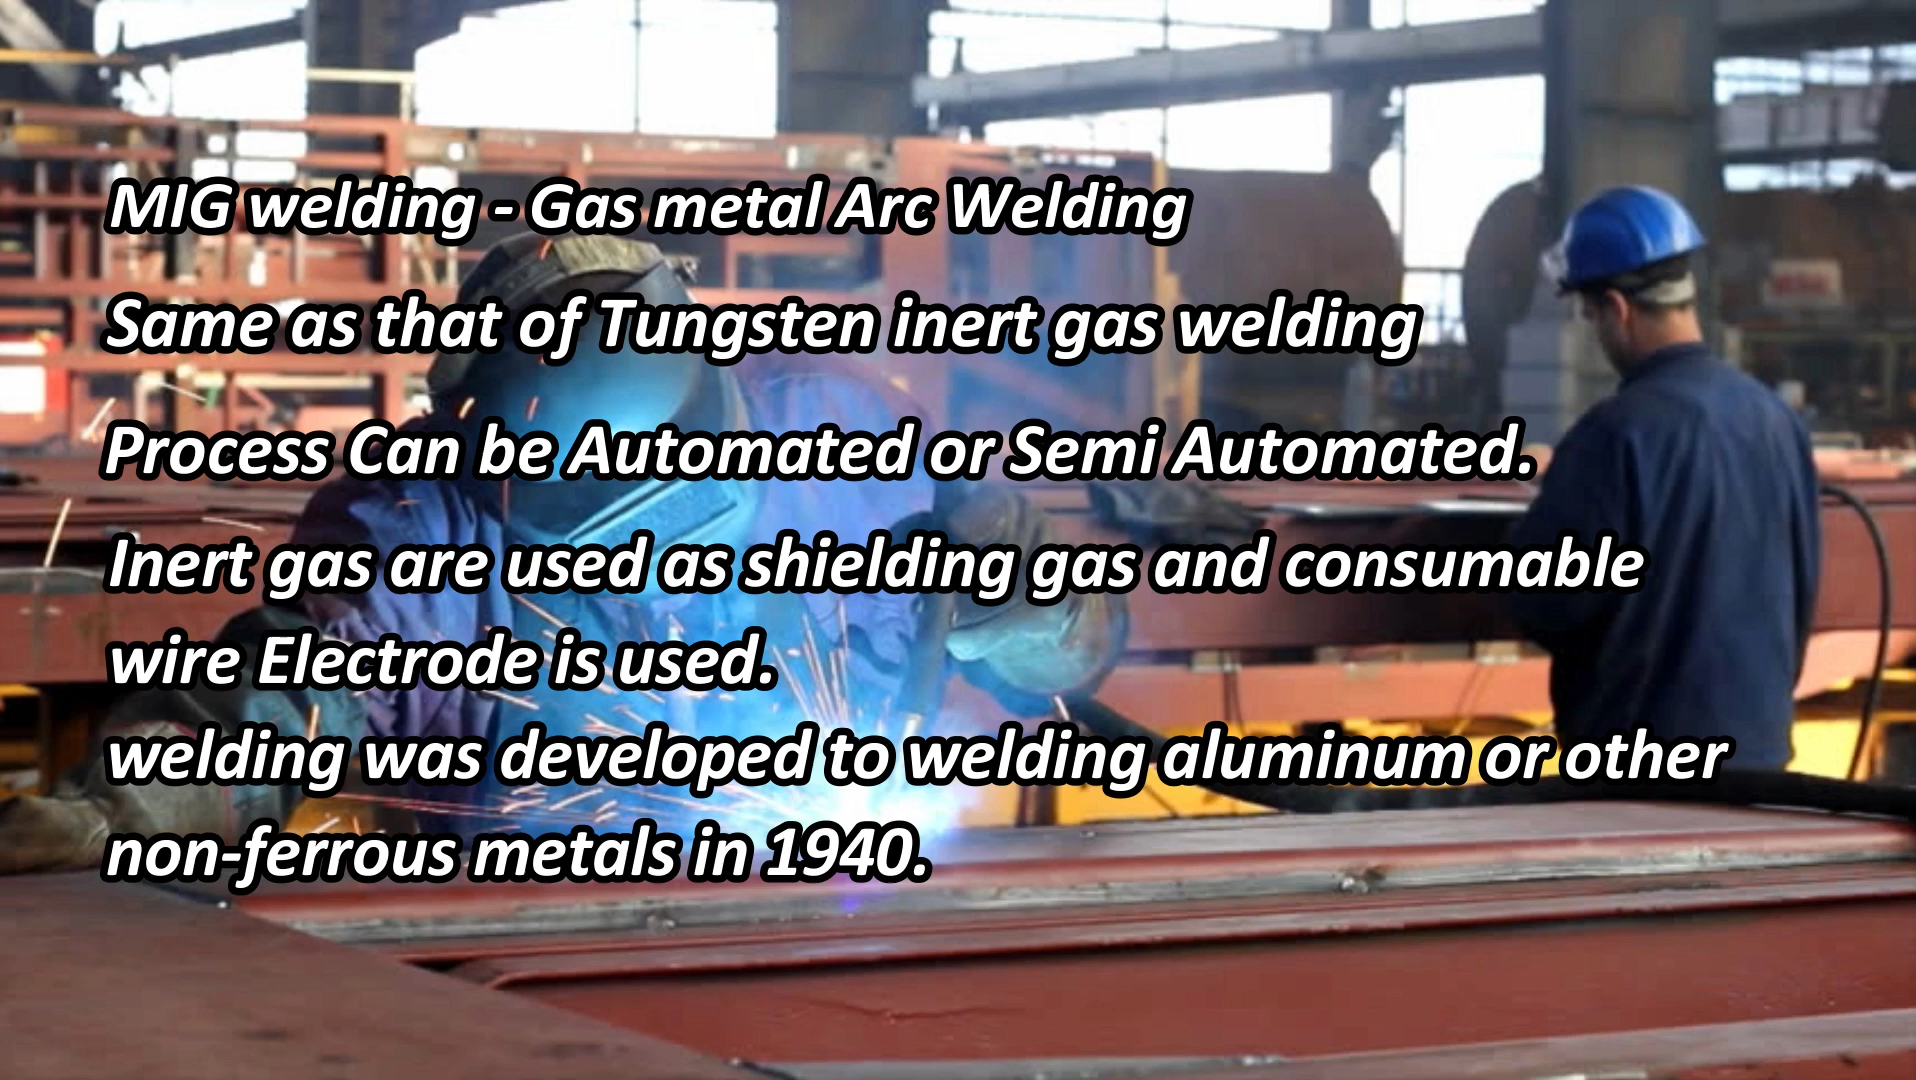 MIG welding - Gas metal Arc Welding
Same as that of Tungsten inert gas welding
Process Can be Automated or Semi Automated.
Inert gas are used as shielding gas and consumable
wire Electrode is used.
welding was developed to welding aluminum or other
non-ferrous metals in 1940.